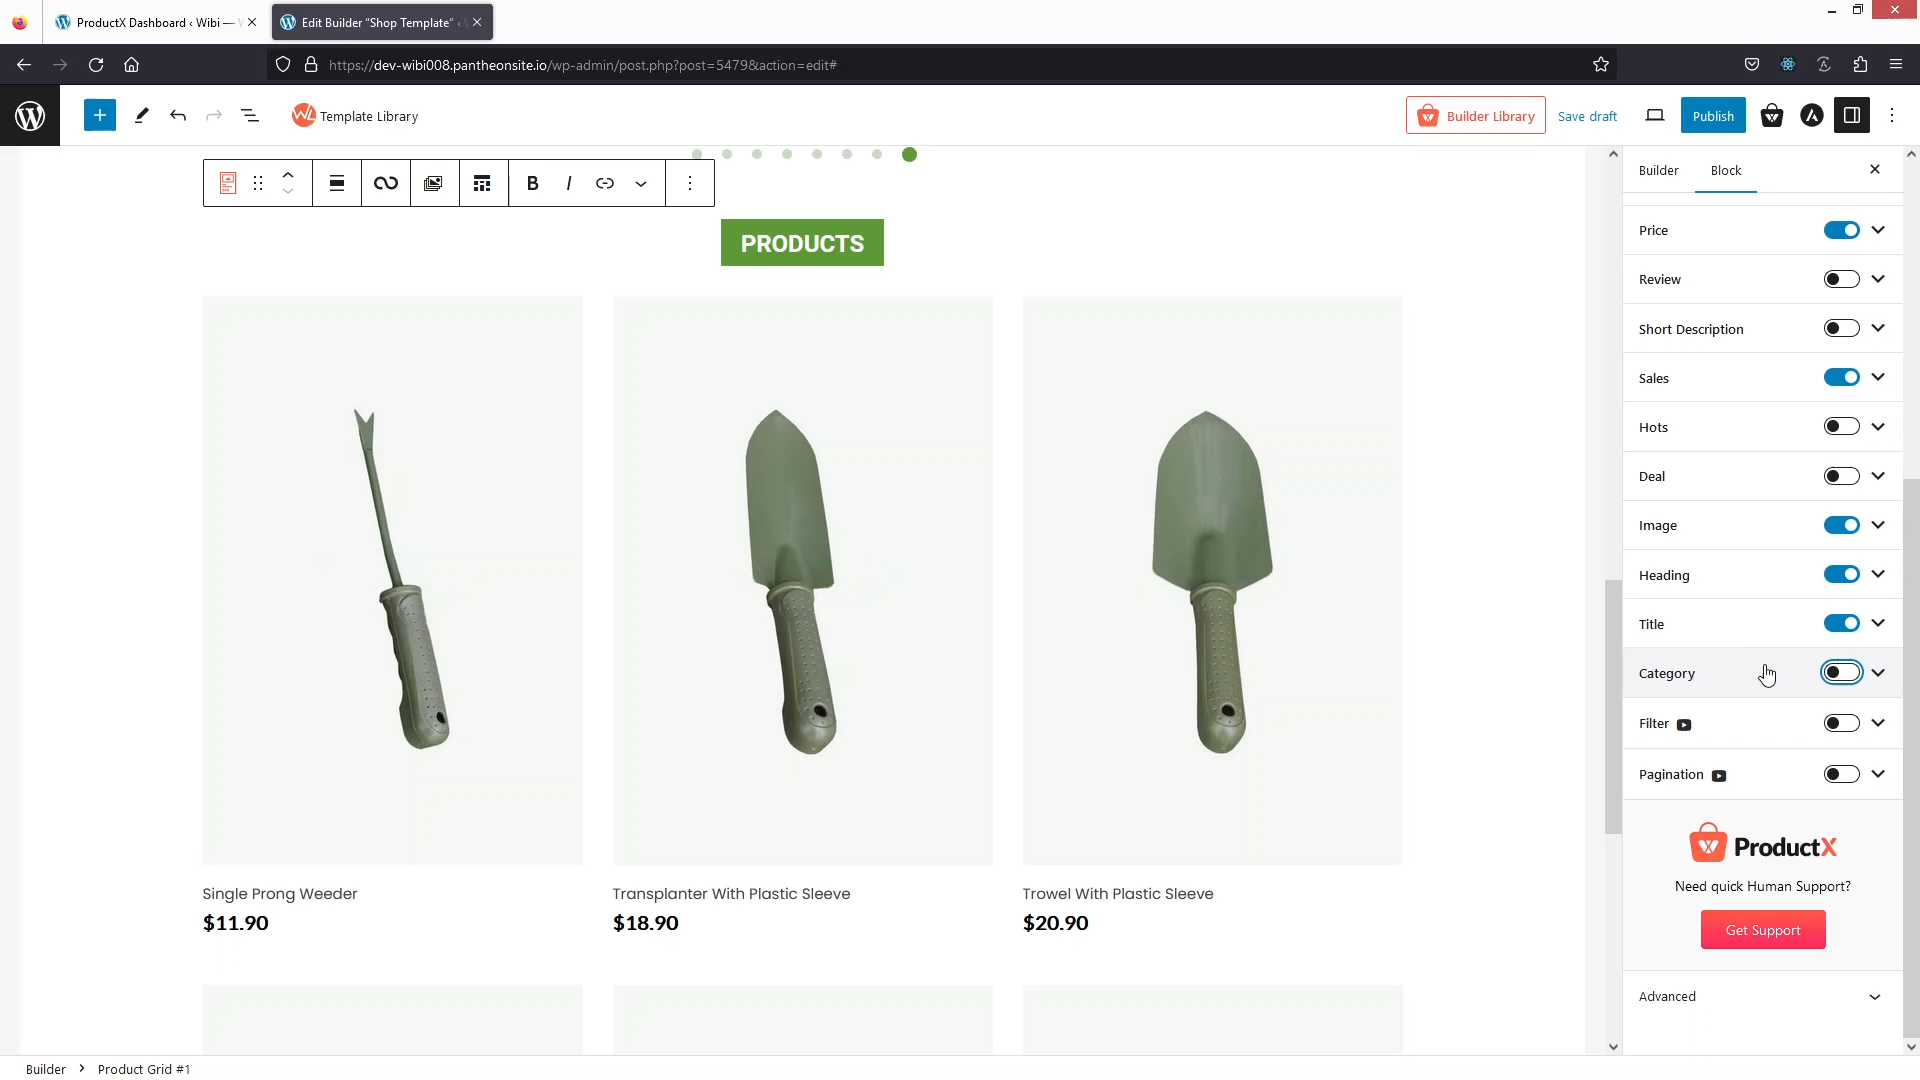 ProductX Dashboard ‹ Wibi —
Edit Builder “Shop Template” ‹
https://dev-wibi008.pantheonsite.io/wp-admin/post.php?post=5479&action=edit#
Template Library
Builder Library
Save draft
Publish
B I
PRODUCTS
Single Prong Weeder
$11.90
Transplanter With Plastic Sleeve
$18.90
Trowel With Plastic Sleeve
$20.90
Builder
Block
Price
Review
Short Description
Sales
Hots
Deal
Image
Heading
Title
Category
Filter
Pagination
ProductX
Need quick Human Support?
Get Support
Advanced
Builder › Product Grid #1